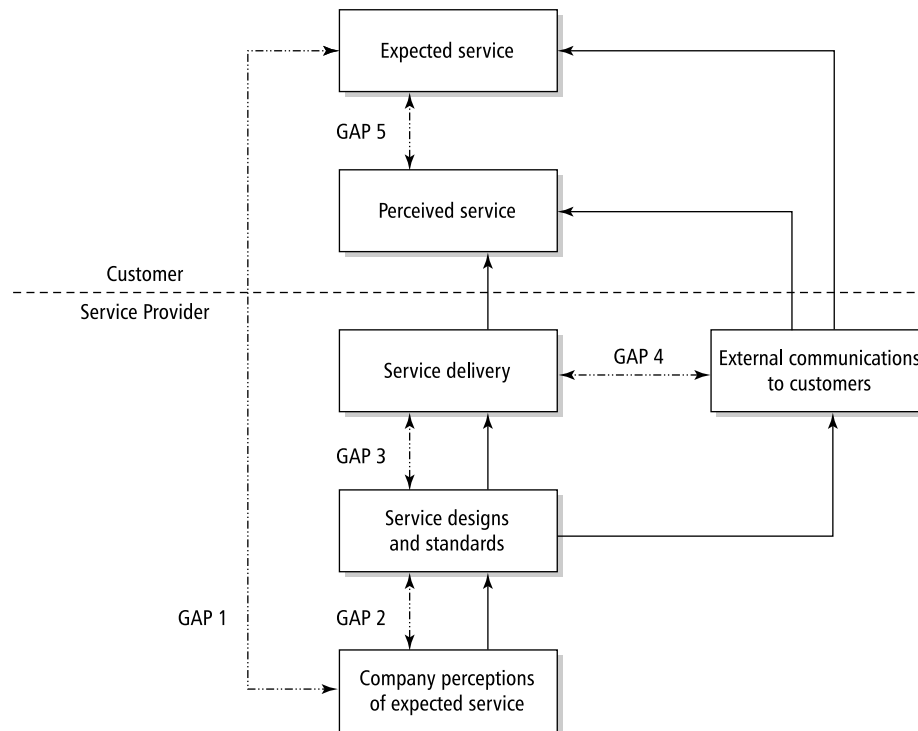 Expected service
GAP 5
Perceived service
Customer
Service Provider
Service delivery
GAP 4
External communications
to customers
GAP 3
Service designs
and standards
GAP 1
GAP 2
Company perceptions
of expected service